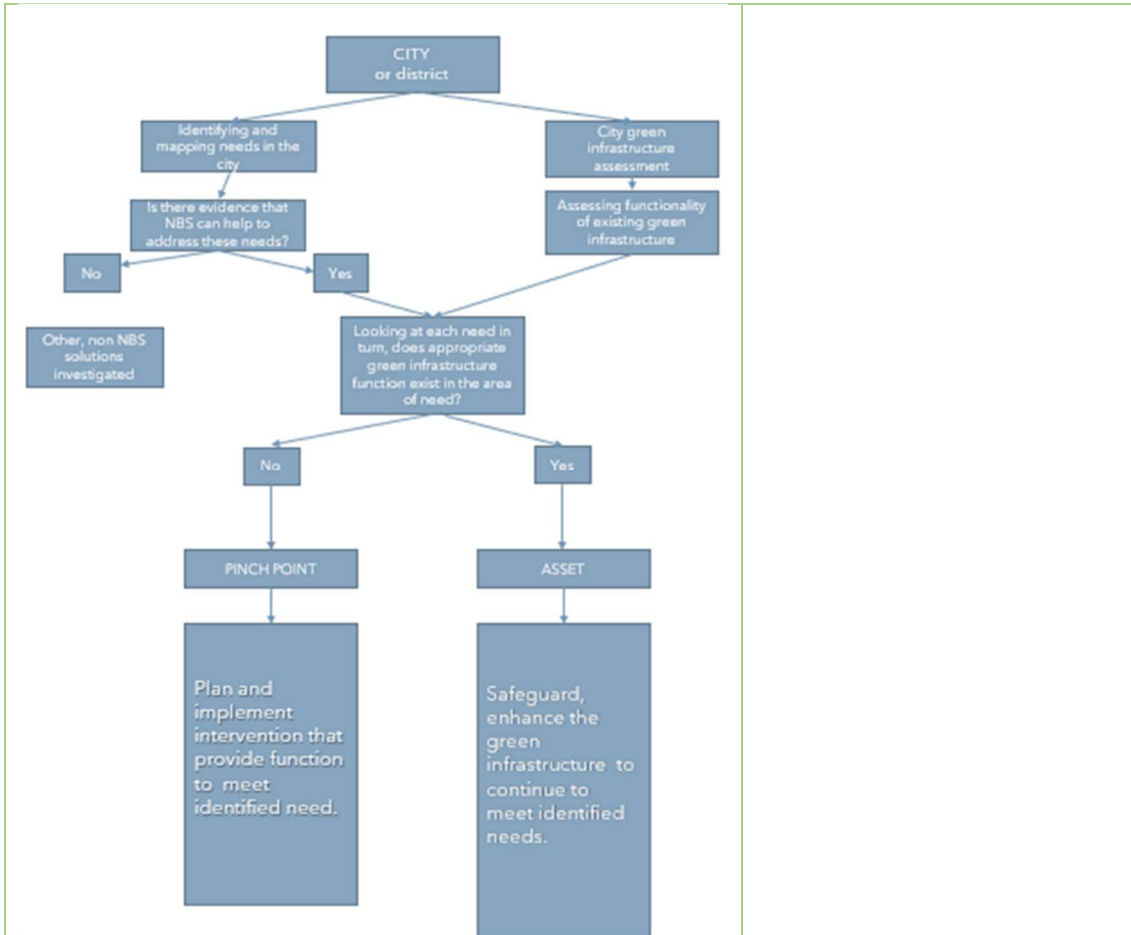 CITY
or district
Identifying and
mapping needs in the
city
City green
infrastructure
assessment
Is there evidence that
NBS can help to
address these needs?
Assessing functionality
of existing green
infrastructure
No
Yes
Other, non NBS
solutions
investigated
Looking at each need in
turn, does appropriate
green infrastructure
function exist in the area
of need?
No
Yes
PINCH POINT
ASSET
Plan and
implement
intervention that
provide function
to meet
identified need.
Safeguard,
enhance the
green
infrastructure to
continue to
meet identified
needs.